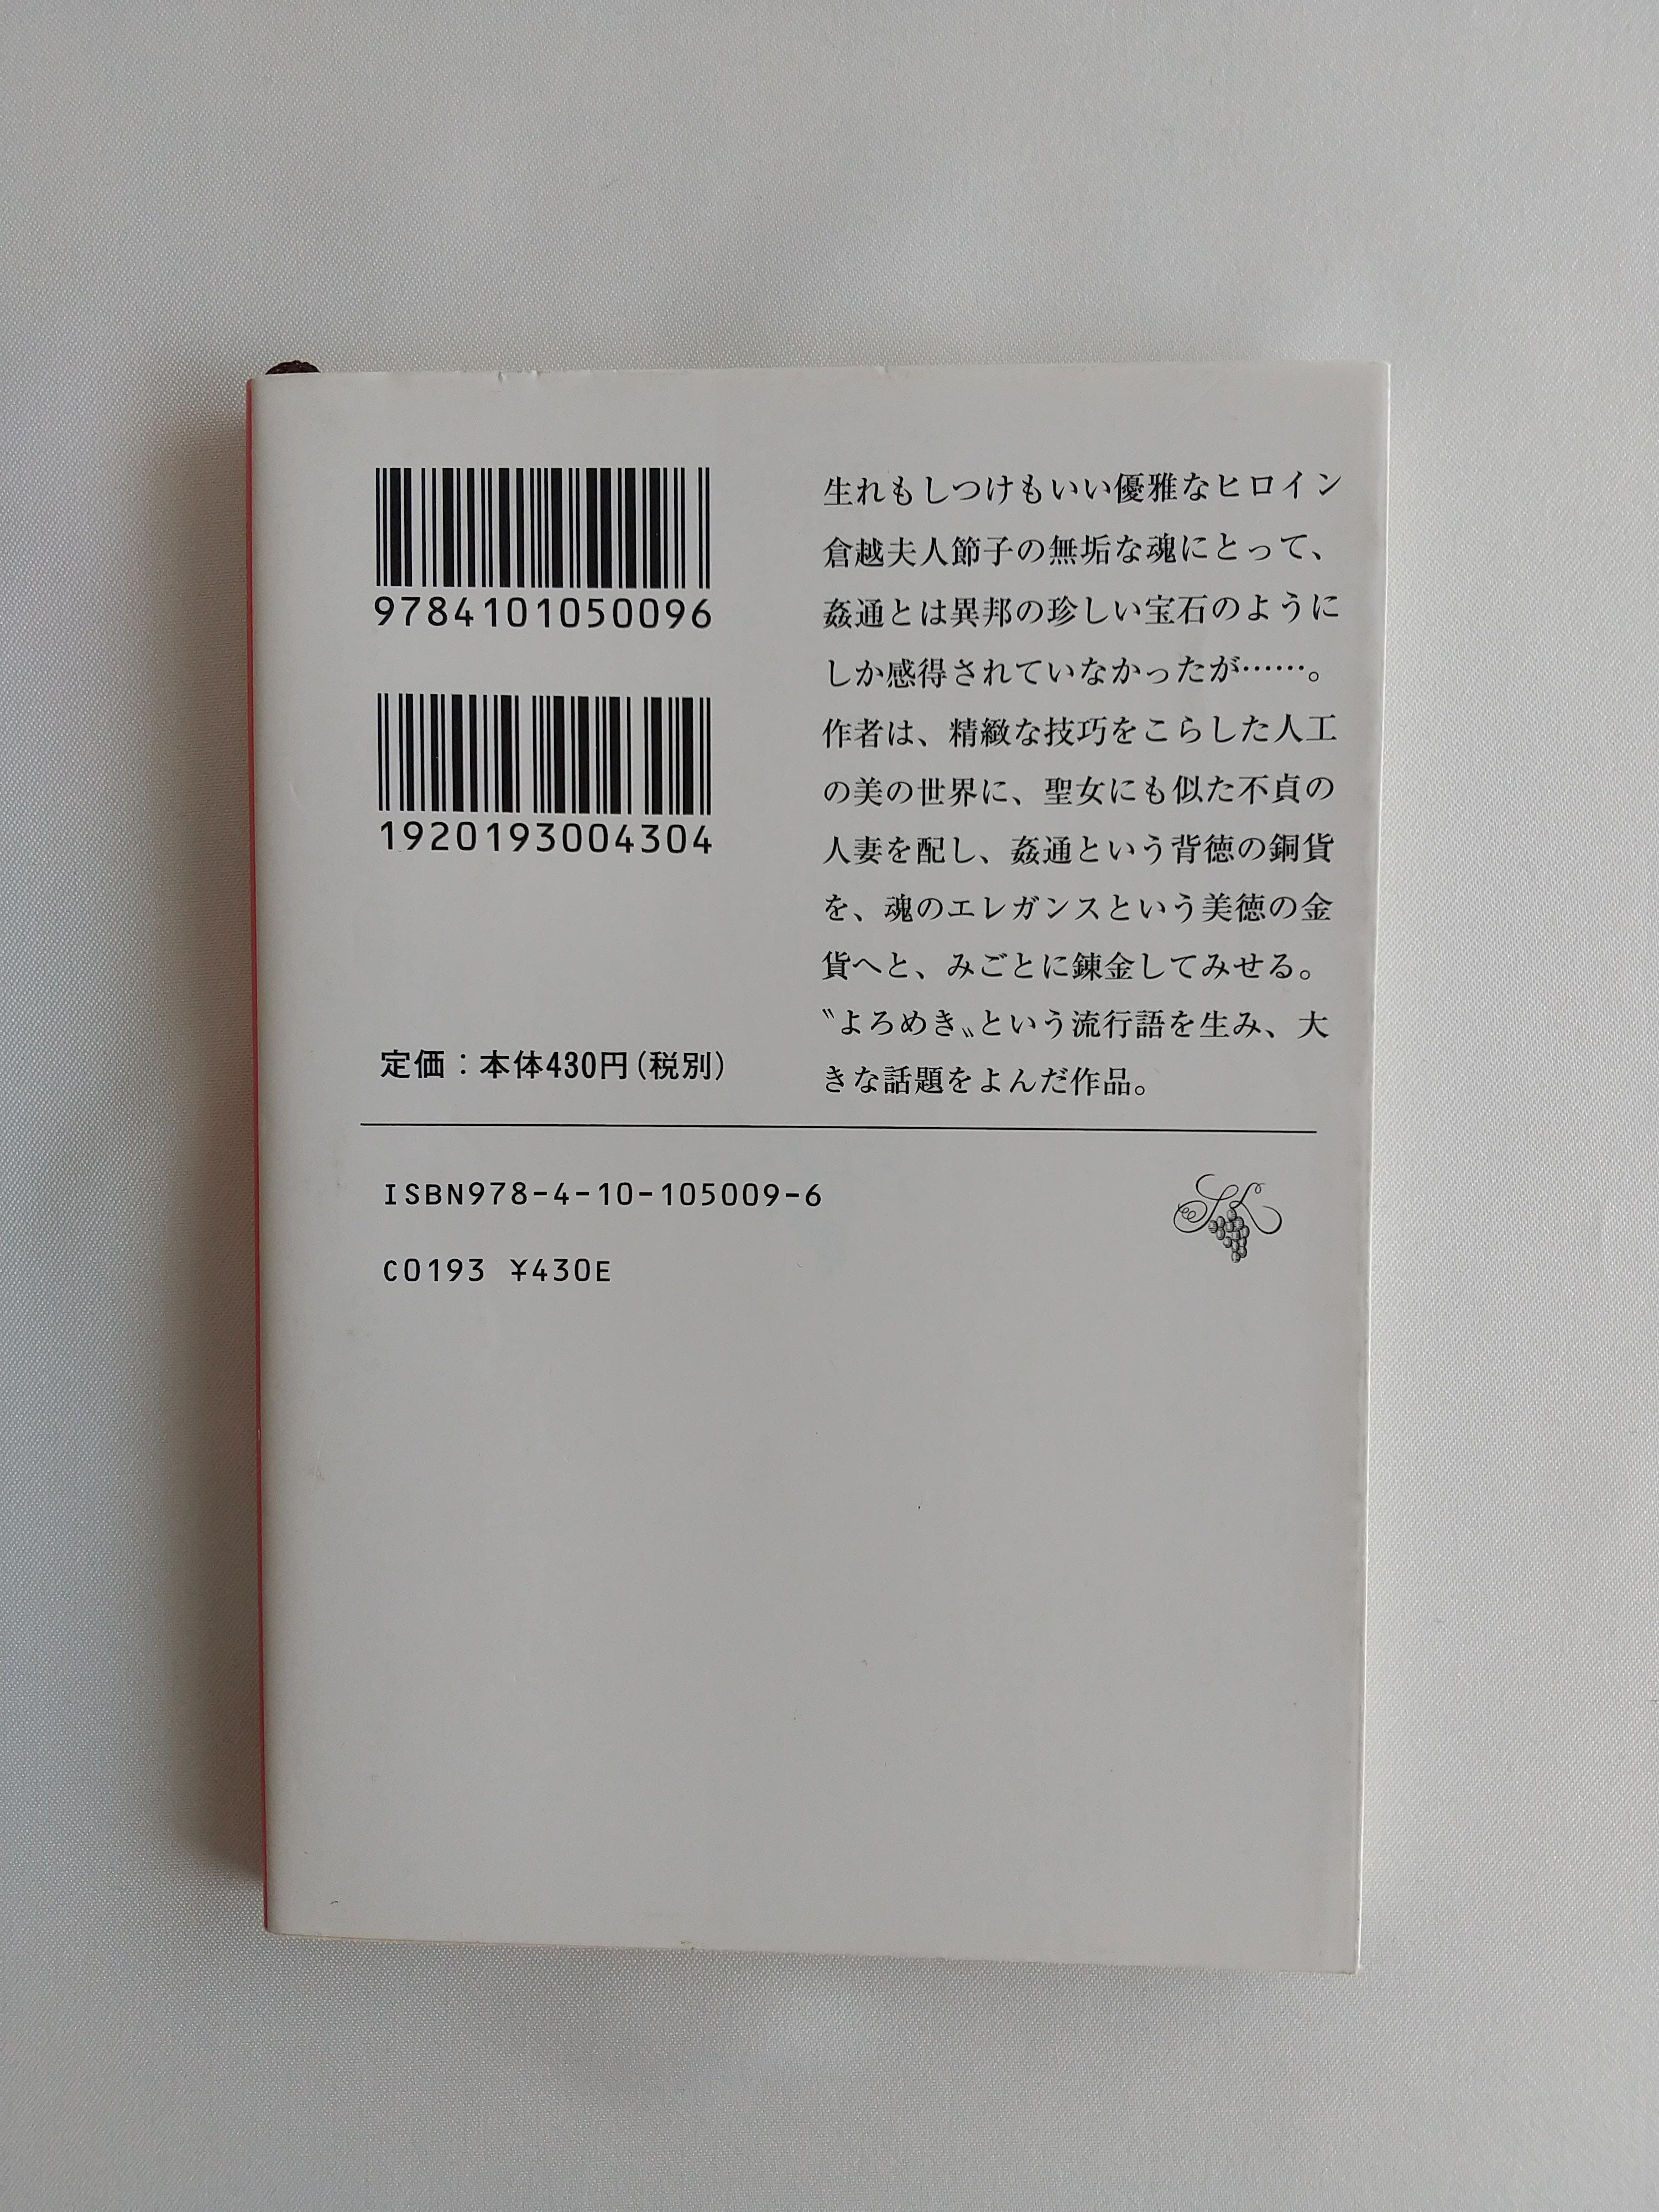 9784101050096
1920193004304
定価：本体430円(税別)
生れもしつけもいい優雅なヒロイン
倉越夫人節子の無垢な魂にとって、
姦通とは異邦の珍しい宝石のように
しか感得されていなかったが……。
作者は、精緻な技巧をこらした人工
の美の世界に、聖女にも似た不貞の
人妻を配し、姦通という背徳の銅貨
を、魂のエレガンスという美徳の金
貨へと、みごとに錬金してみせる。
〝よろめき〟という流行語を生み、大
きな話題をよんだ作品。
ISBN978-4-10-105009-6
C0193 ¥430E
SK